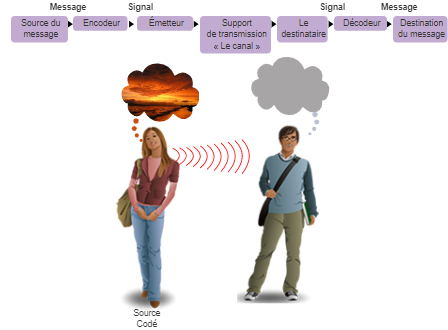 Message Signal Signal Message
Source du Encodeur Émetteur Support Le Décodeur Destination
message de transmission destinataire du message
« Le canal »
Source
Codé